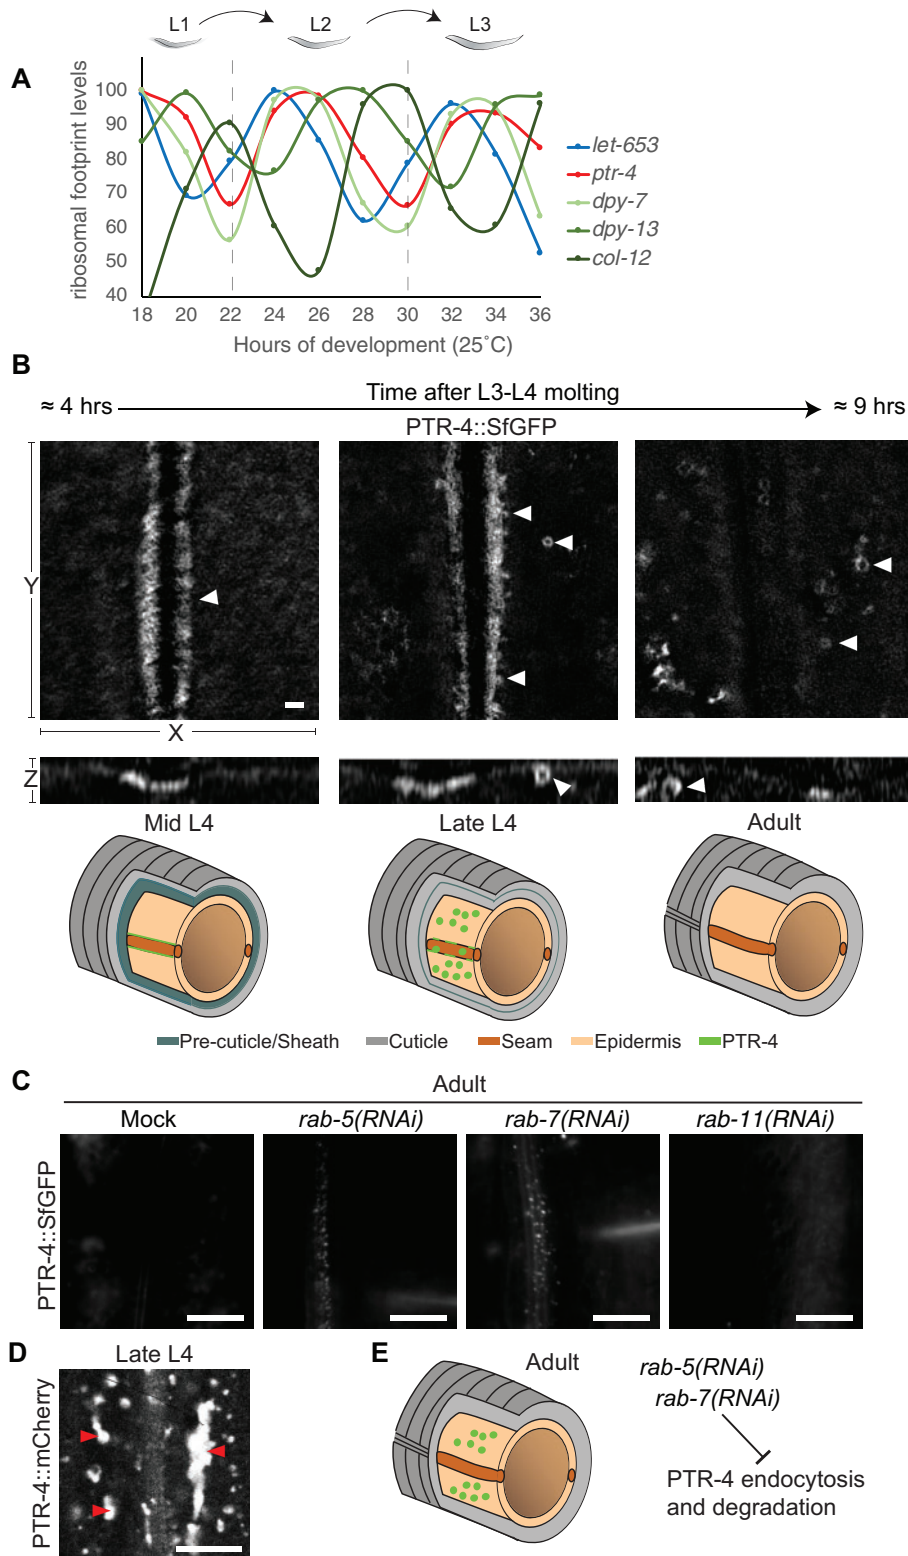 L1 L2 L3
A
ribosomal footprint levels
100
90
80
70
60
50
40
18 20 22 24 26 28 30 32 34 36
Hours of development (25˚C)
let-653
ptr-4
dpy-7
dpy-13
col-12
B
Time after L3-L4 molting
≈ 4 hrs ≈ 9 hrs
PTR-4::SfGFP
Y
X
Z
Mid L4 Late L4 Adult
Pre-cuticle/Sheath Cuticle Seam Epidermis PTR-4
C
Adult
Mock rab-5(RNAi) rab-7(RNAi) rab-11(RNAi)
PTR-4::SfGFP
D
Late L4
PTR-4::mCherry
E
Adult
rab-5(RNAi)
rab-7(RNAi)
PTR-4 endocytosis
and degradation